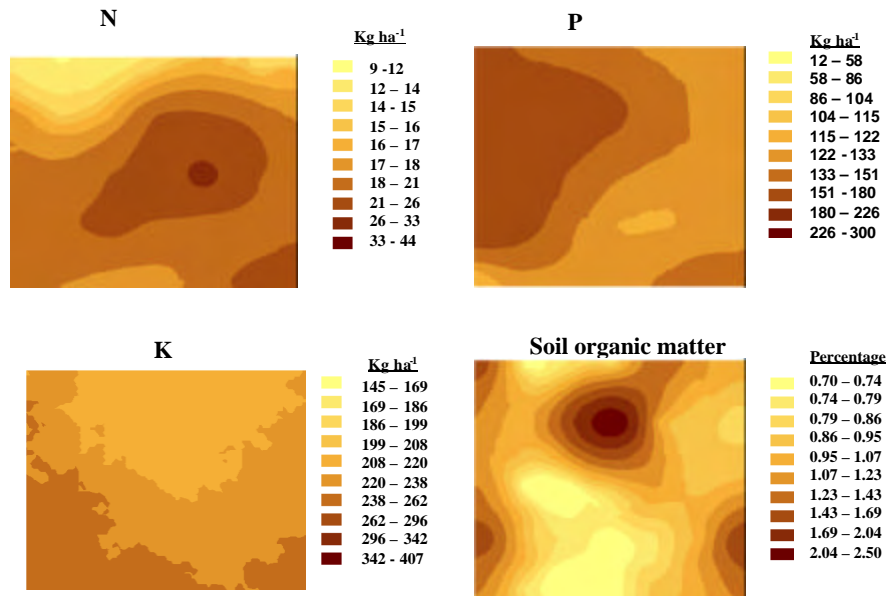 N
Kg ha-1
9 -12
12 – 14
14 - 15
15 – 16
16 – 17
17 – 18
18 – 21
21 – 26
26 – 33
33 - 44
P
Kg ha-1
12 – 58
58 – 86
86 – 104
104 – 115
115 – 122
122 – 133
133 – 151
151 - 180
180 – 226
226 -300
K
Kg ha-1
145 – 169
169 – 186
186 – 199
199 – 208
208 – 220
220 – 238
238 – 262
262 – 296
296 – 342
342 - 407
Soil organic matter
Percentage
0.70 – 0.74
0.74 – 0.79
0.79 – 0.86
0.86 – 0.95
0.95 – 1.07
1.07 – 1.23
1.23 – 1.43
1.43 - 1.69
1.69 – 2.04
2.04 – 2.50